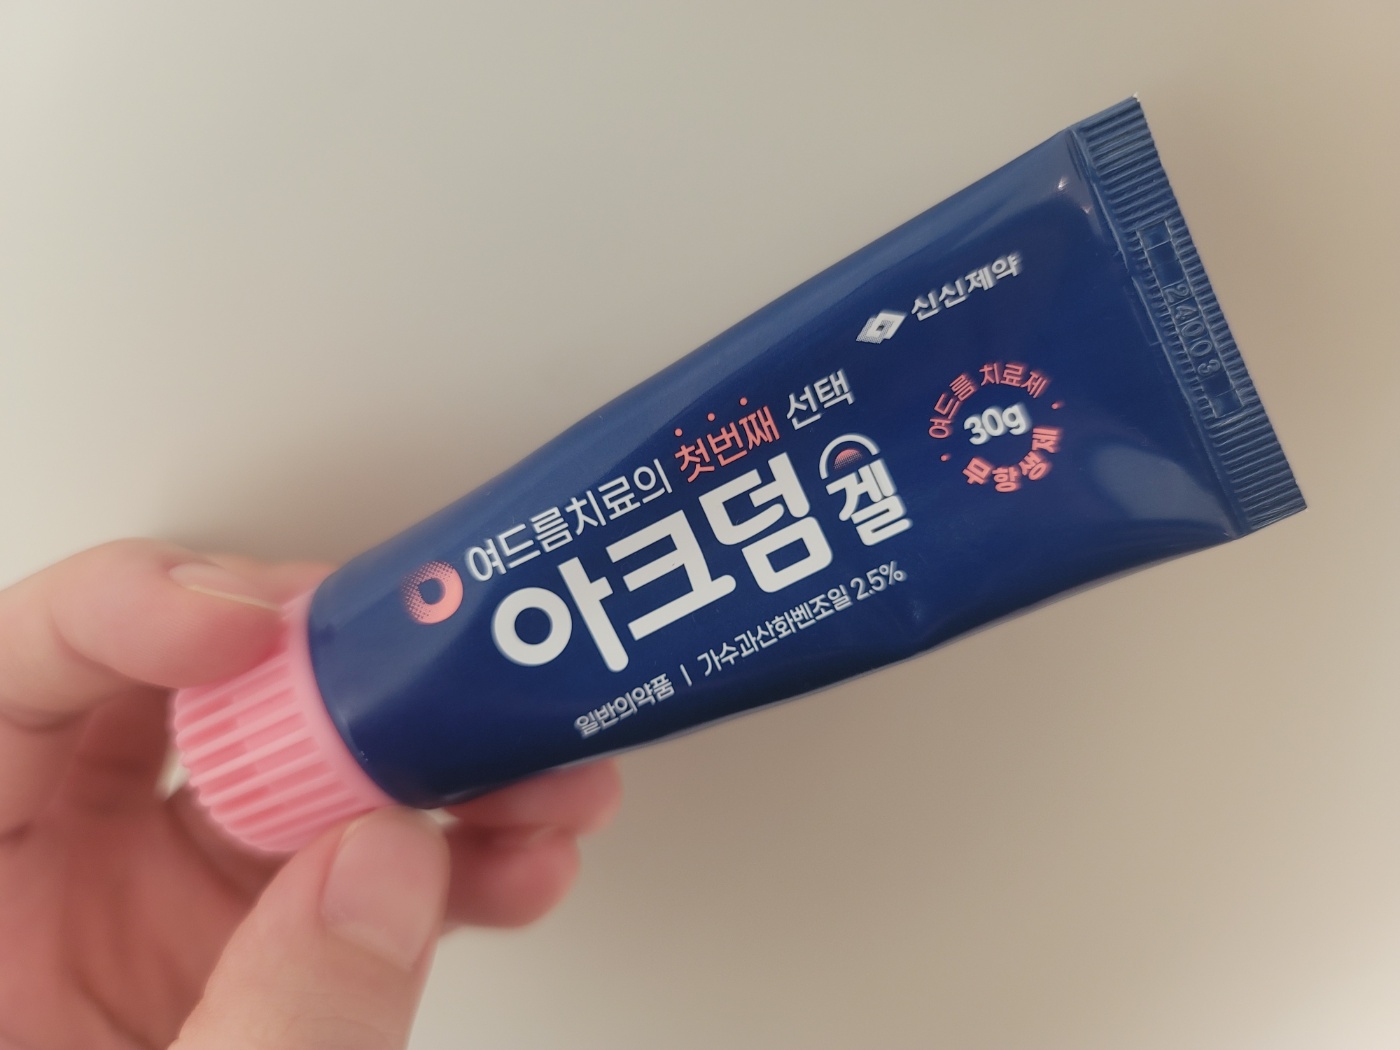 신신제약
여드름치료의 첫번째 선택
아크덤 겔
일반의약품 | 가수과산화벤조일 2.5%
여드름 치료제
30g
非항생제
24003